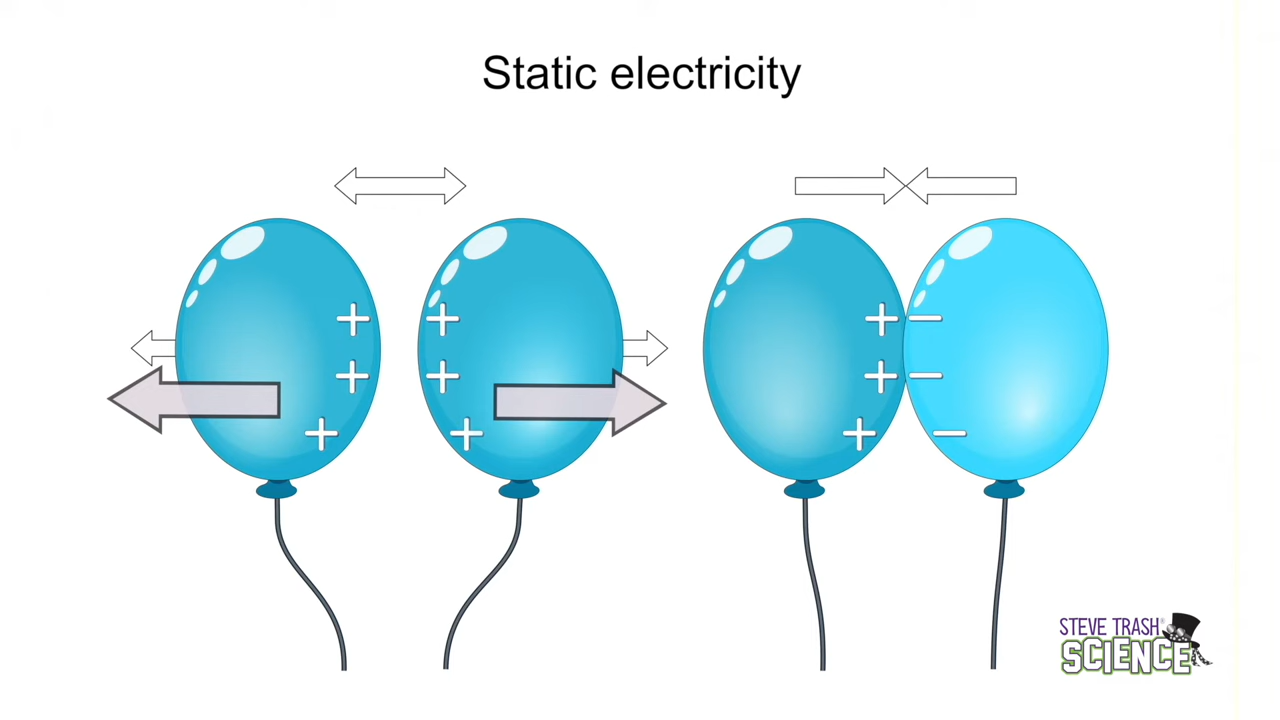 Static electricity
+ +
+ +
+ +
+ −
+ −
+ −
STEVE TRASH®
SCIENCE